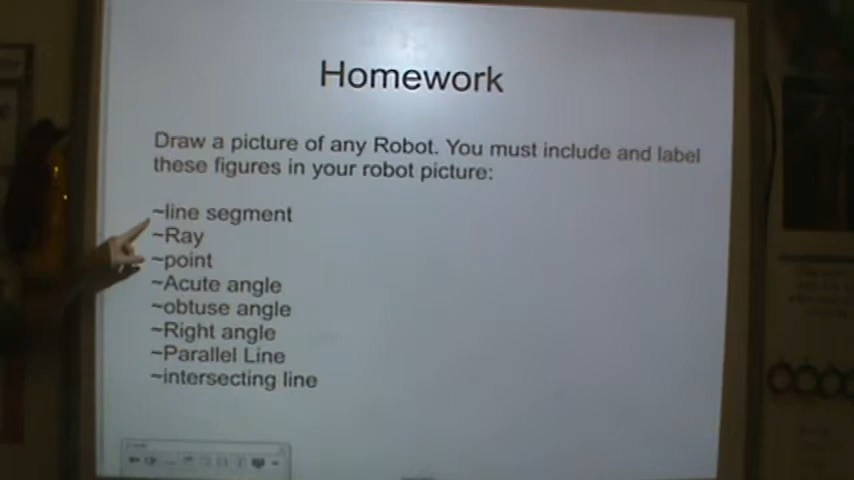 Homework
Draw a picture of any Robot. You must include and label
these figures in your robot picture:
~line segment
~Ray
~point
~Acute angle
~obtuse angle
~Right angle
~Parallel Line
~intersecting line